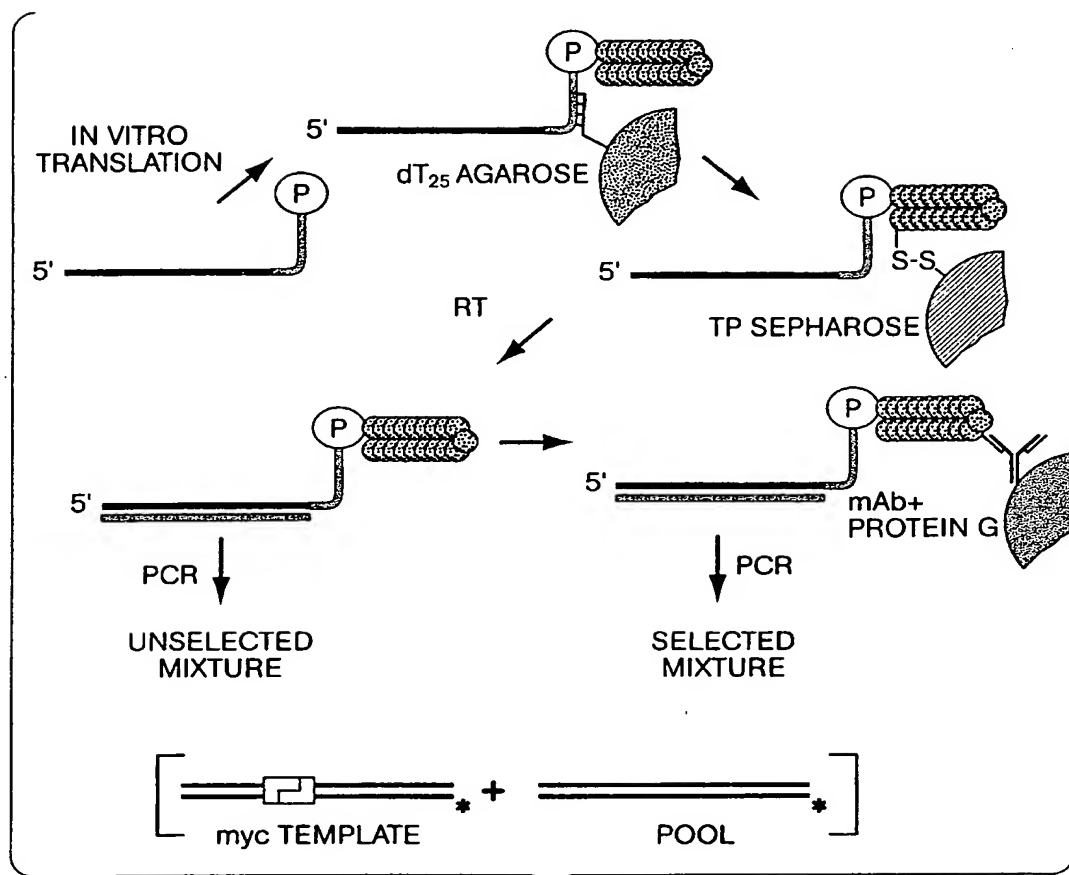 P
IN VITRO
TRANSLATION
5'
dT₂₅ AGAROSE
P
P
5'
5'
S-S
RT
TP SEPHAROSE
P
P
5'
5'
mAb+
PROTEIN G
PCR
PCR
UNSELECTED
MIXTURE
SELECTED
MIXTURE
* + *
myc TEMPLATE
POOL